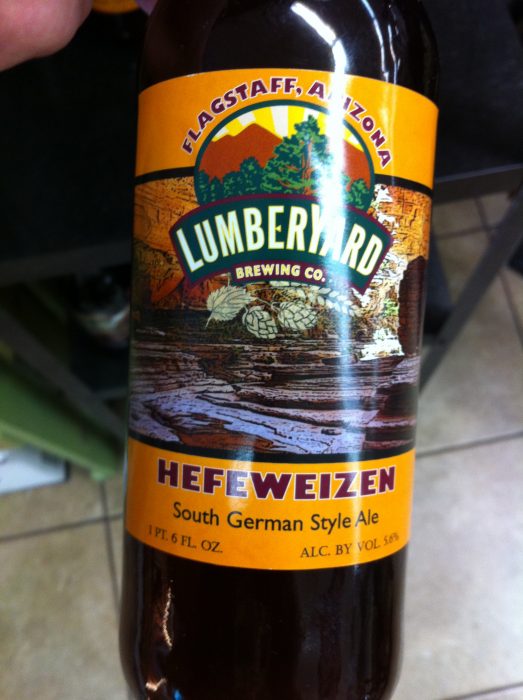 FLAGSTAFF, ARIZONA
LUMBERYARD
BREWING CO.
HEFEWEIZEN
South German Style Ale
1 PT. 6 FL. OZ.
ALC. BY VOL. 5.6%